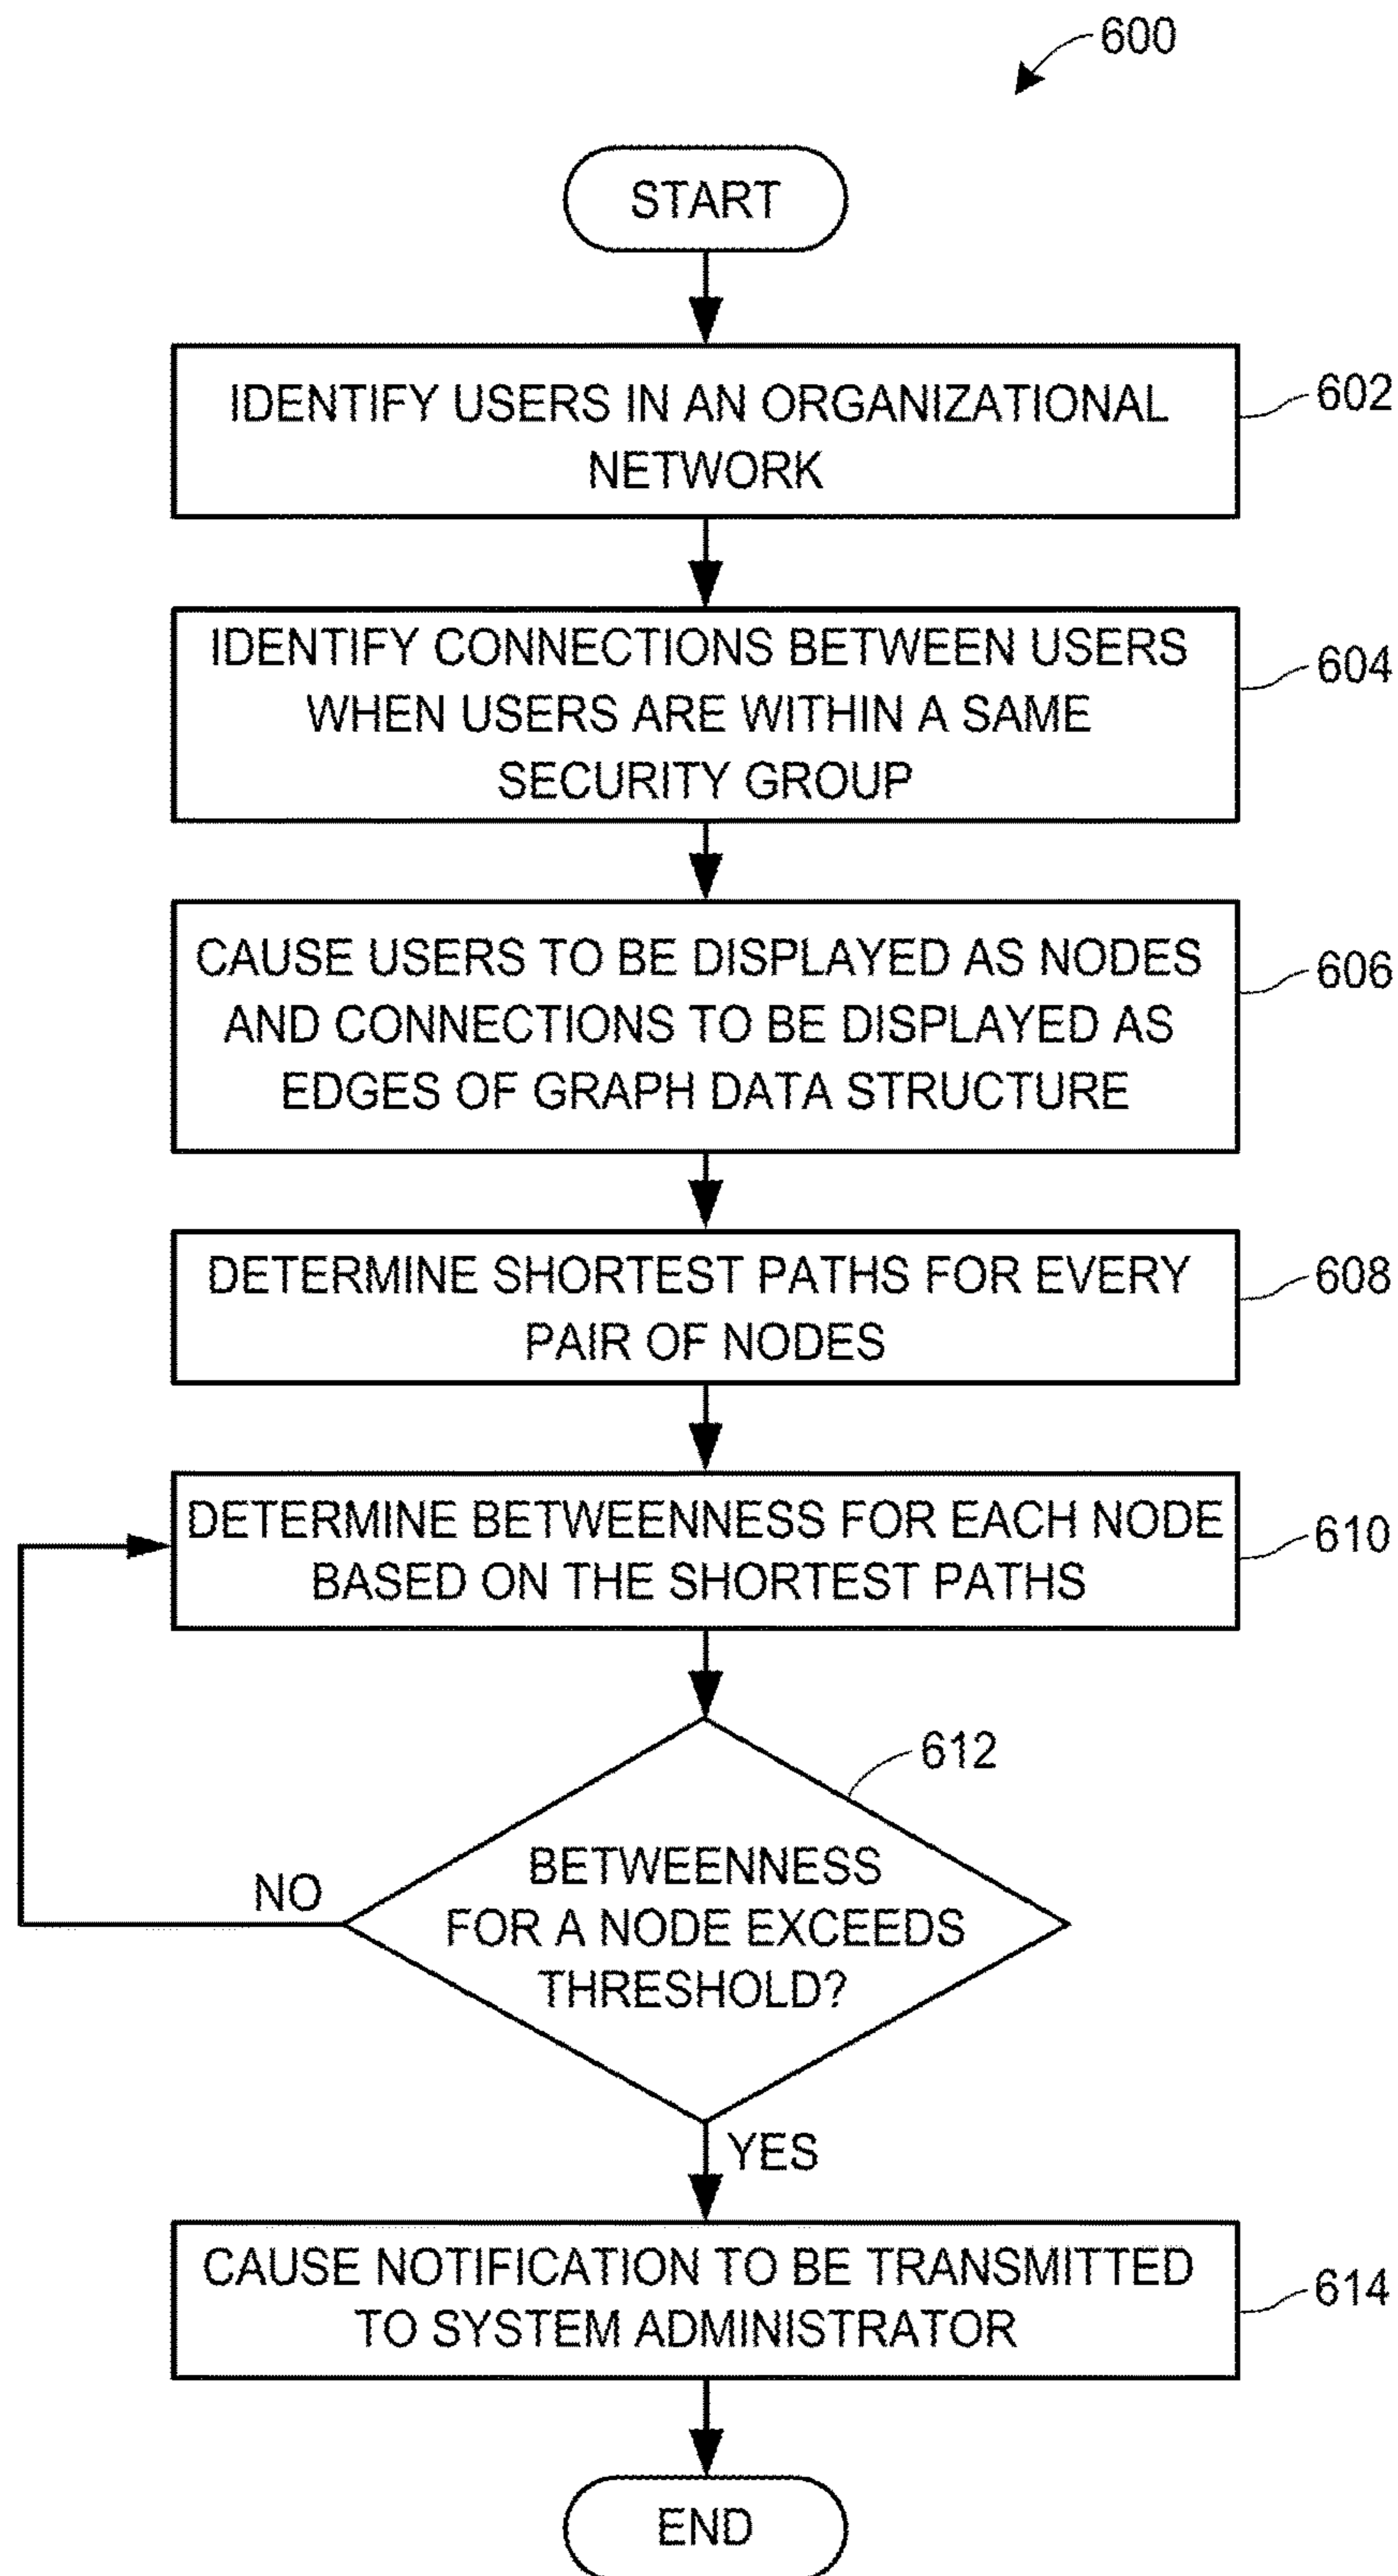 600
START
IDENTIFY USERS IN AN ORGANIZATIONAL
NETWORK
602
IDENTIFY CONNECTIONS BETWEEN USERS
WHEN USERS ARE WITHIN A SAME
SECURITY GROUP
604
CAUSE USERS TO BE DISPLAYED AS NODES
AND CONNECTIONS TO BE DISPLAYED AS
EDGES OF GRAPH DATA STRUCTURE
606
DETERMINE SHORTEST PATHS FOR EVERY
PAIR OF NODES
608
DETERMINE BETWEENNESS FOR EACH NODE
BASED ON THE SHORTEST PATHS
610
612
BETWEENNESS
FOR A NODE EXCEEDS
THRESHOLD?
NO
YES
CAUSE NOTIFICATION TO BE TRANSMITTED
TO SYSTEM ADMINISTRATOR
614
END